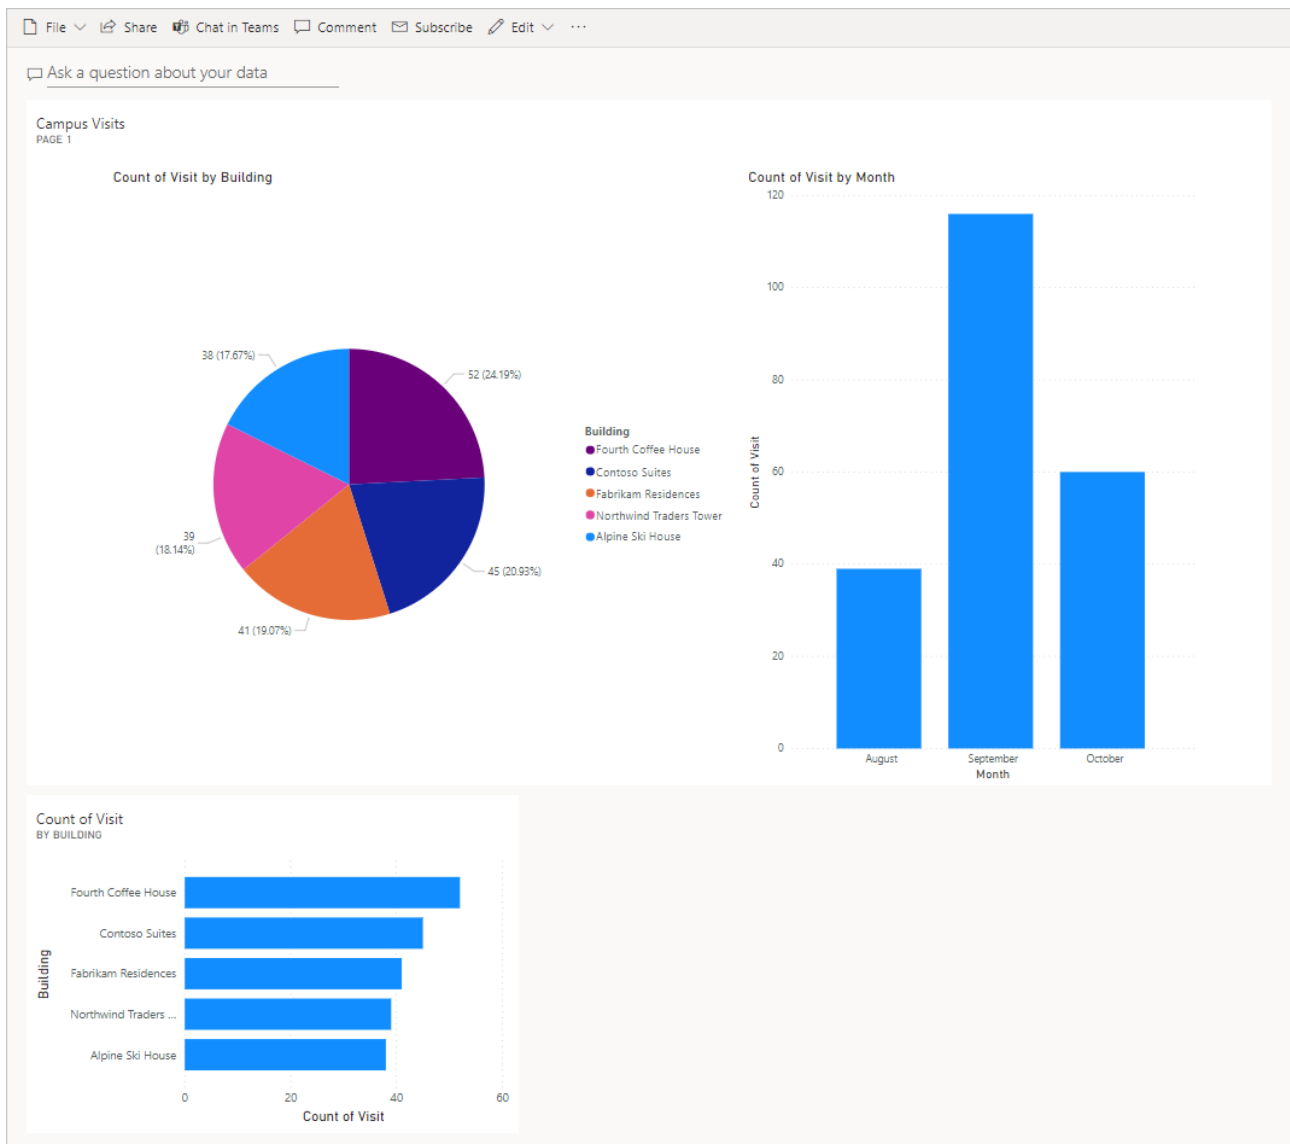 File Share Chat in Teams Comment Subscribe Edit ...
Ask a question about your data
Campus Visits
PAGE 1
Count of Visit by Building
38 (17.67%)
52 (24.19%)
39
(18.14%)
45 (20.93%)
41 (19.07%)
Building
Fourth Coffee House
Contoso Suites
Fabrikam Residences
Northwind Traders Tower
Alpine Ski House
Count of Visit by Month
Count of Visit
120
100
80
60
40
20
0
August September October
Month
Count of Visit
BY BUILDING
Building
Fourth Coffee House
Contoso Suites
Fabrikam Residences
Northwind Traders ...
Alpine Ski House
0 20 40 60
Count of Visit